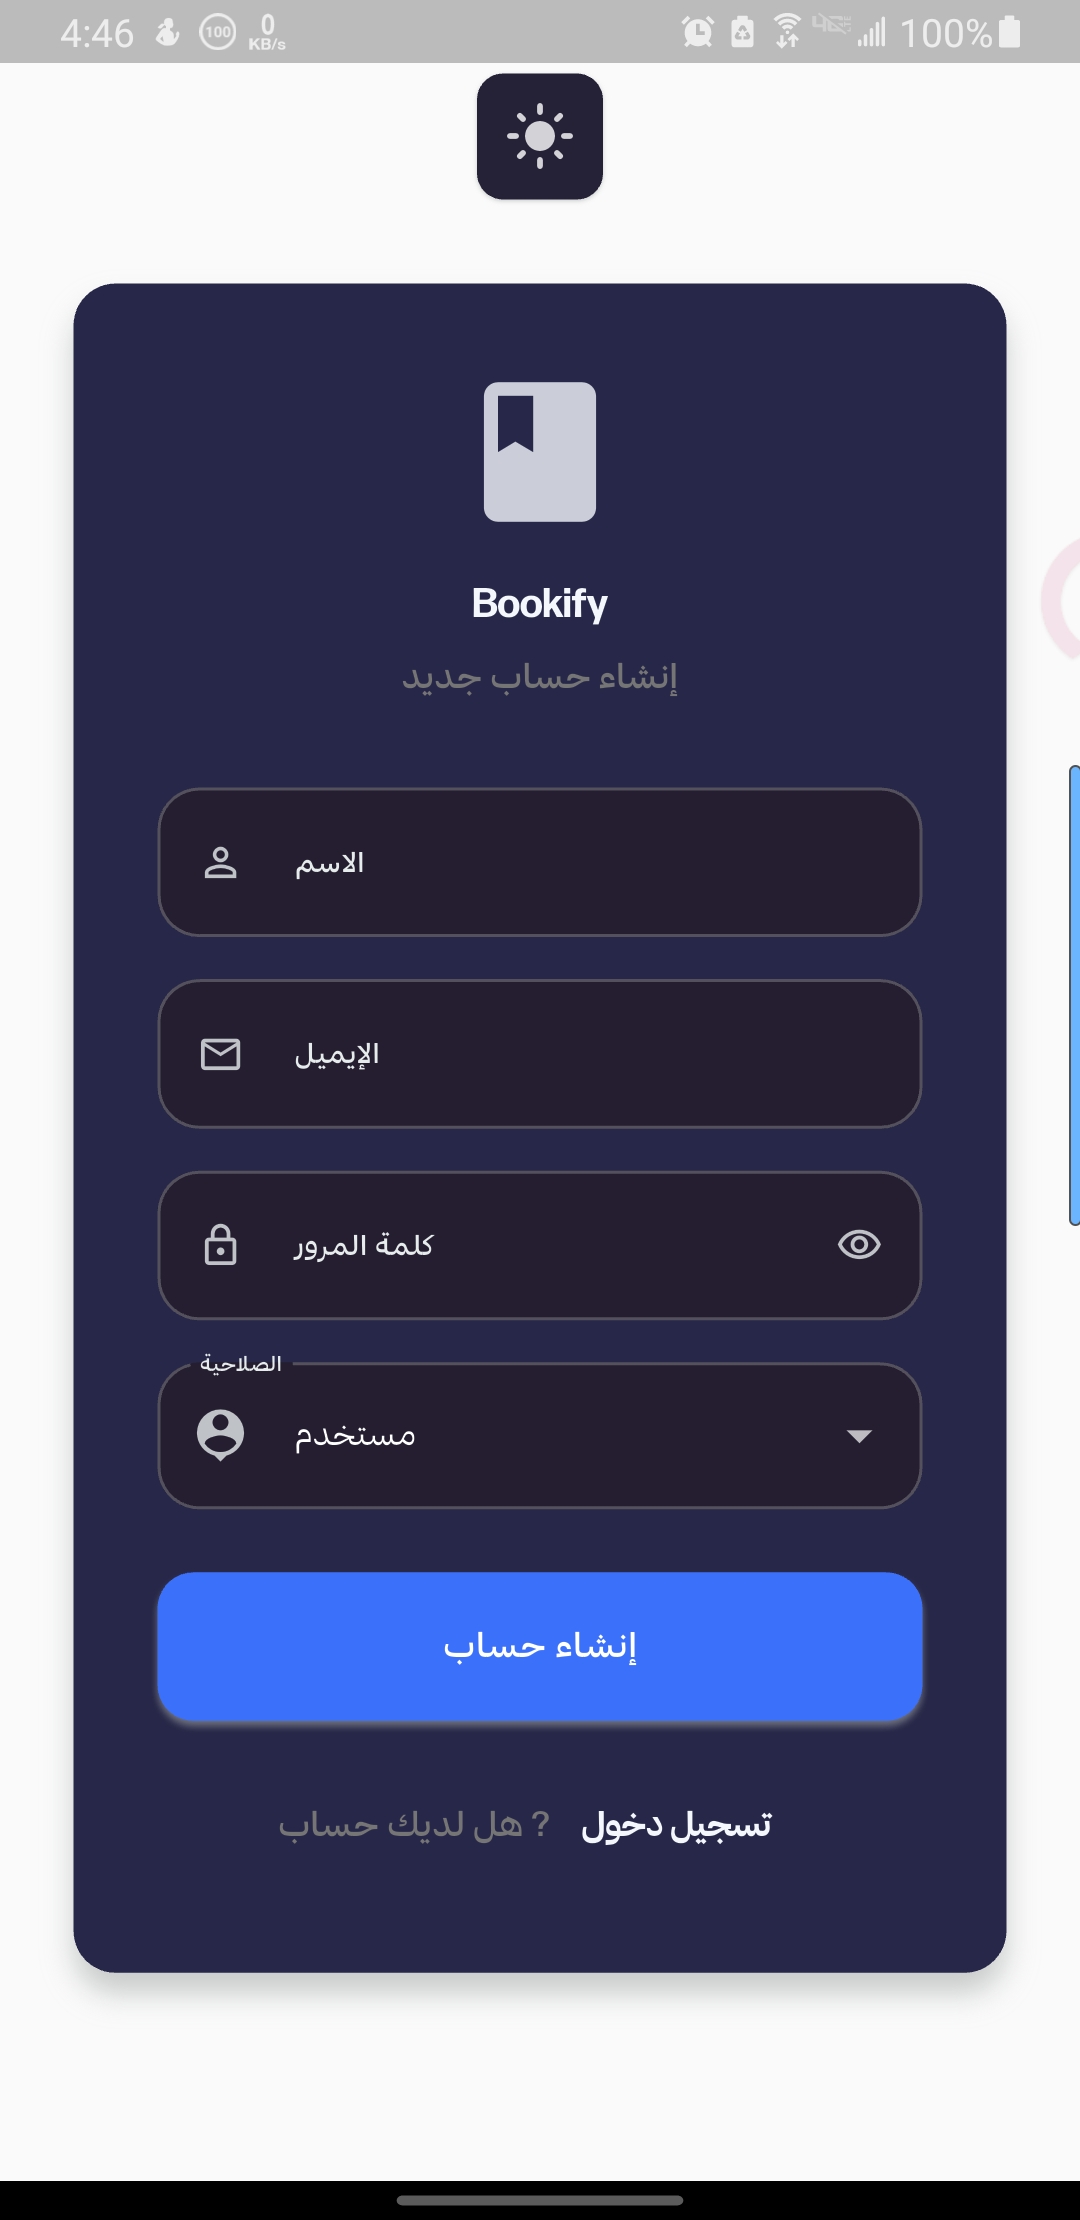 4:46 100 0 KB/s 100%
Bookify
إنشاء حساب جديد
الاسم
الإيميل
كلمة المرور
الصلاحية
مستخدم
إنشاء حساب
هل لديك حساب ? تسجيل دخول